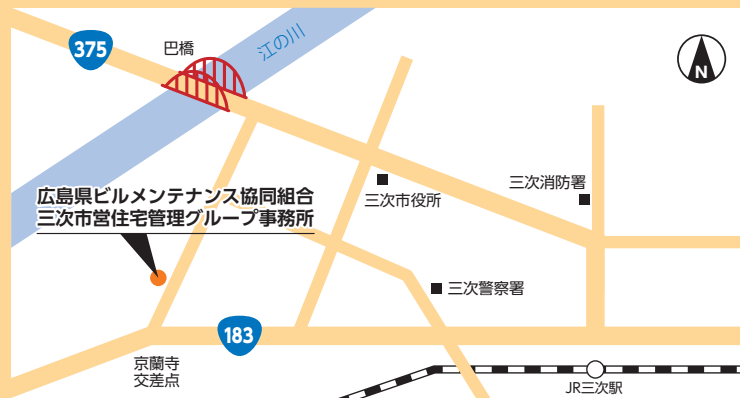 375
巴橋
江の川
N
広島県ビルメンテナンス協同組合
三次市営住宅管理グループ事務所
三次市役所
三次消防署
三次警察署
183
京蘭寺
交差点
JR三次駅